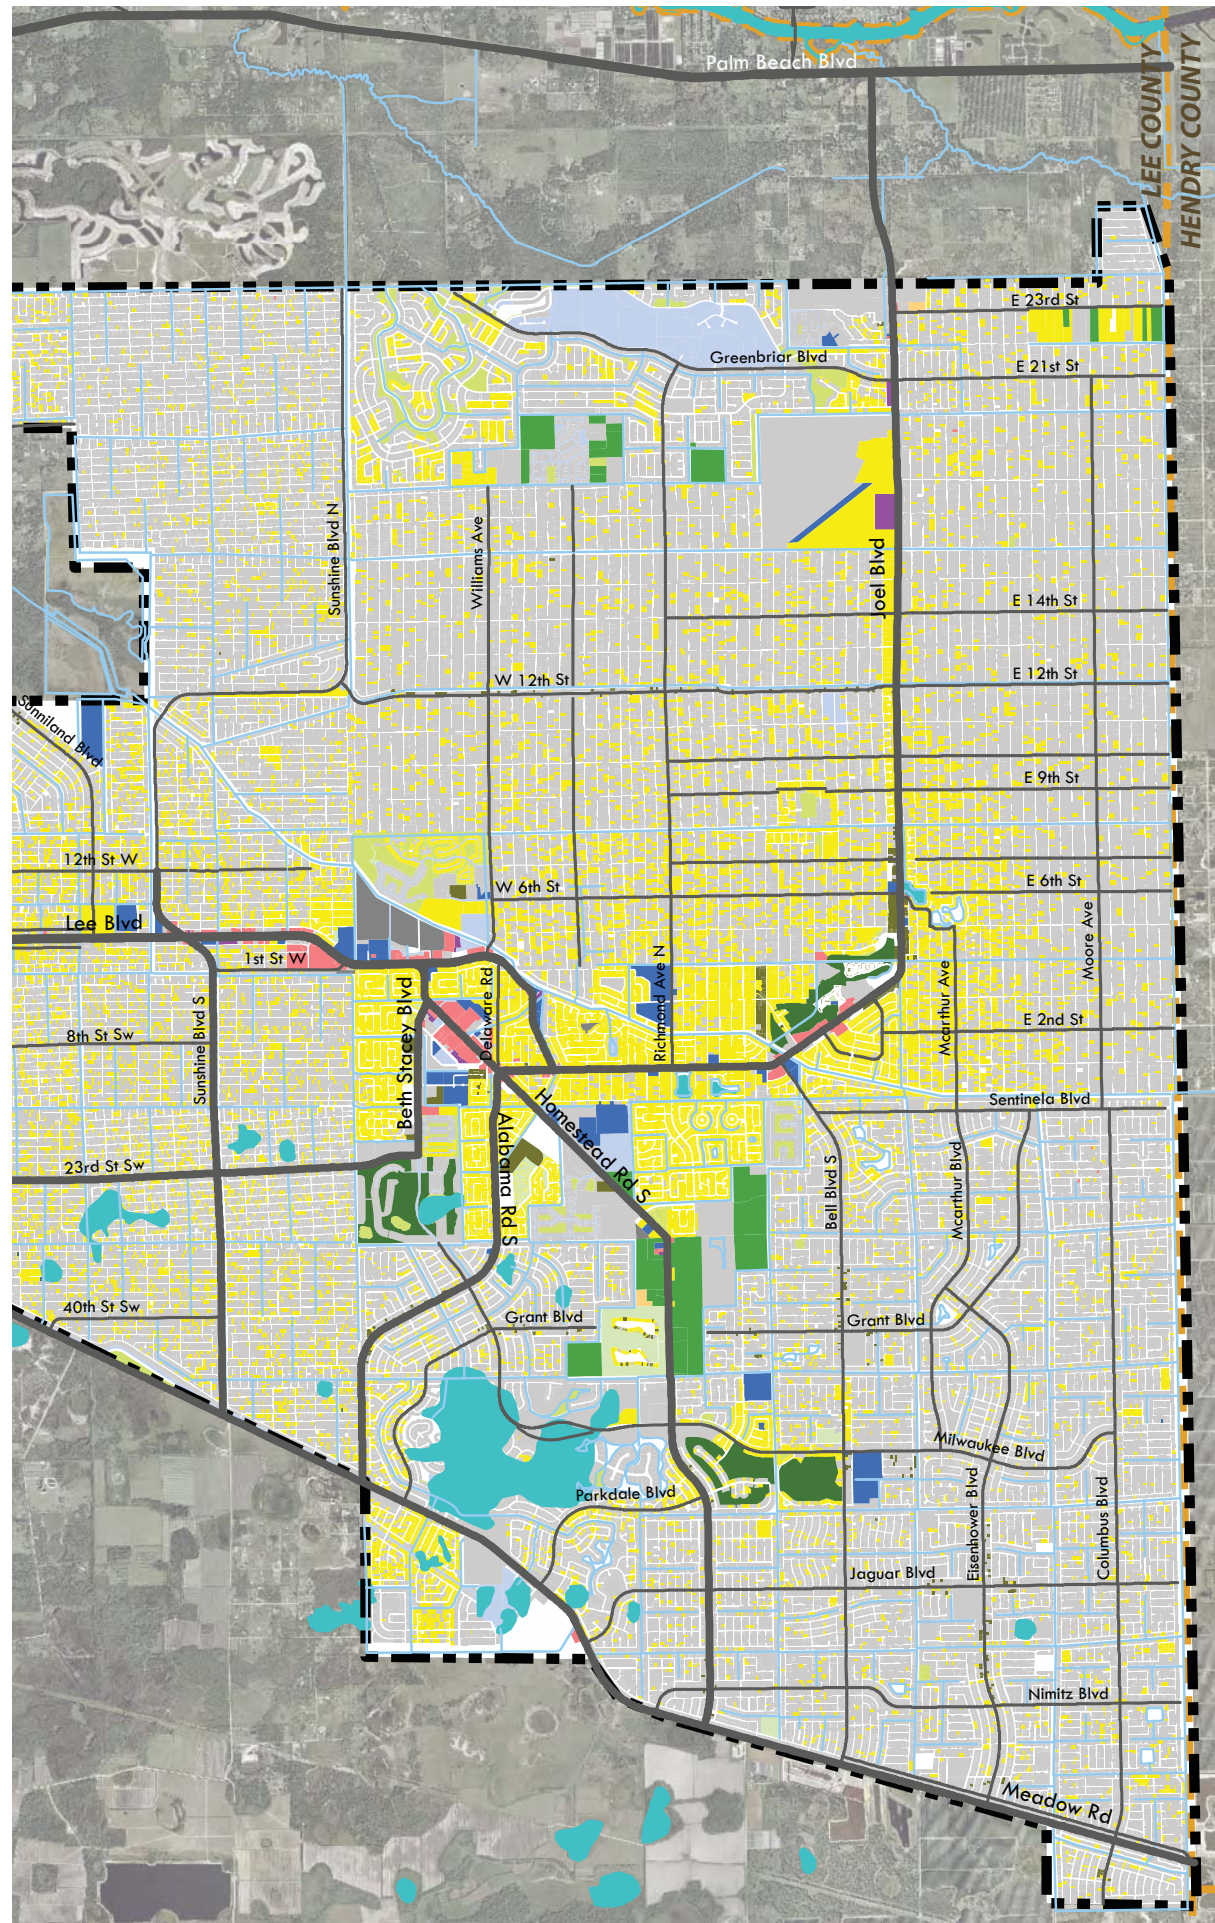 Palm Beach Blvd
LEE COUNTY
HENDRY COUNTY
E 23rd St
Greenbriar Blvd
E 21st St
Sunshine Blvd N
Williams Ave
Joel Blvd
E 14th St
W 12th St
E 12th St
Sunniland Blvd
E 9th St
12th St W
W 6th St
E 6th St
Lee Blvd
Moore Ave
1st St W
Beth Stacey Blvd
Delaware Rd
Richmond Ave N
Mcarthur Ave
Sunshine Blvd S
8th St Sw
E 2nd St
Sentinela Blvd
Homestead Rd S
Alabama Rd S
23rd St Sw
Bell Blvd S
Mcarthur Blvd
40th St Sw
Grant Blvd
Grant Blvd
Milwaukee Blvd
Parkdale Blvd
Eisenhower Blvd
Columbus Blvd
Jaguar Blvd
Nimitz Blvd
Meadow Rd